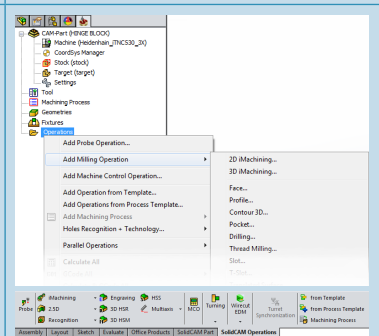 CAM-Part (HINGE BLOCK)
Machine (Heidenhain_iTNC530_3X)
CoordSys Manager
Stock (stock)
Target (target)
Settings
Tool
Machining Process
Geometries
Fixtures
Operations
Add Probe Operation...
Add Milling Operation
Add Machine Control Operation...
Add Operation from Template...
Add Operations from Process Template...
Add Machining Process
Holes Recognition + Technology...
Parallel Operations
Calculate All
2D iMachining...
3D iMachining...
Face...
Profile...
Contour 3D...
Pocket...
Drilling...
Thread Milling...
Slot...
T-Slot...
Probe
iMachining
2.5D
Recognition
Engraving
3D HSR
3D HSM
HSS
Multiaxis
MCO
Turning
Wirecut EDM
Turret Synchronization
from Template
from Process Template
Machining Process
Assembly Layout Sketch Evaluate Office Products SolidCAM Part SolidCAM Operations